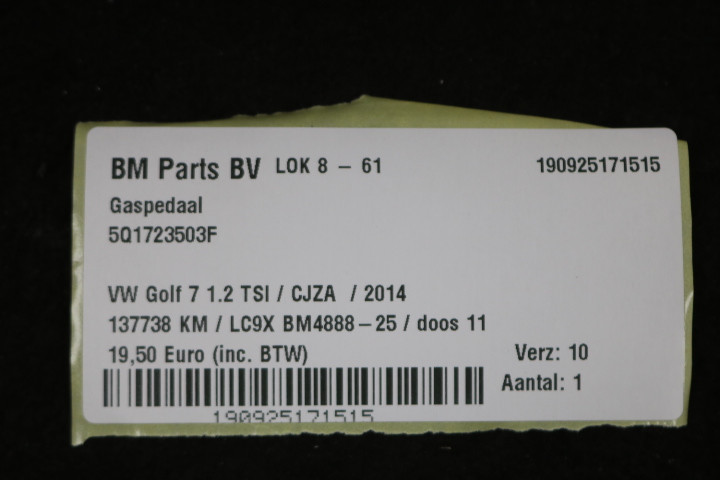 BM Parts BV LOK 8 - 61 190925171515
Gaspedaal
5Q1723503F
VW Golf 7 1.2 TSI / CJZA / 2014
137738 KM / LC9X BM4888-25 / doos 11
19,50 Euro (inc. BTW) Verz: 10
Aantal: 1
190925171515